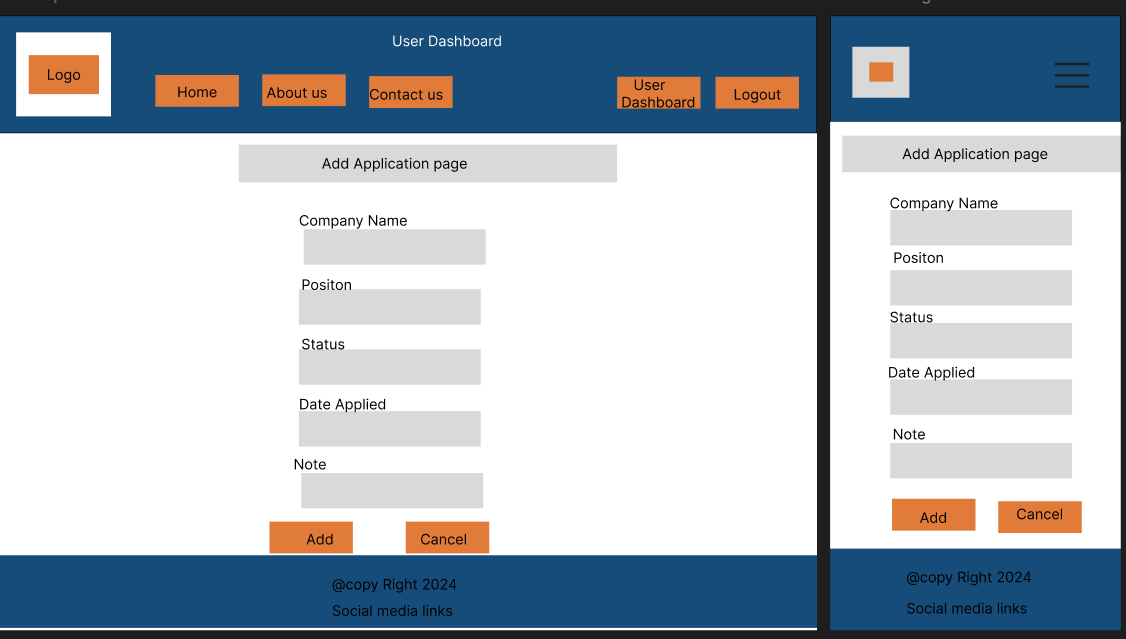 User Dashboard
Logo
Home
About us
Contact us
User
Dashboard
Logout
Add Application page
Company Name
Positon
Status
Date Applied
Note
Add
Cancel
@copy Right 2024
Social media links
Add Application page
Company Name
Positon
Status
Date Applied
Note
Add
Cancel
@copy Right 2024
Social media links